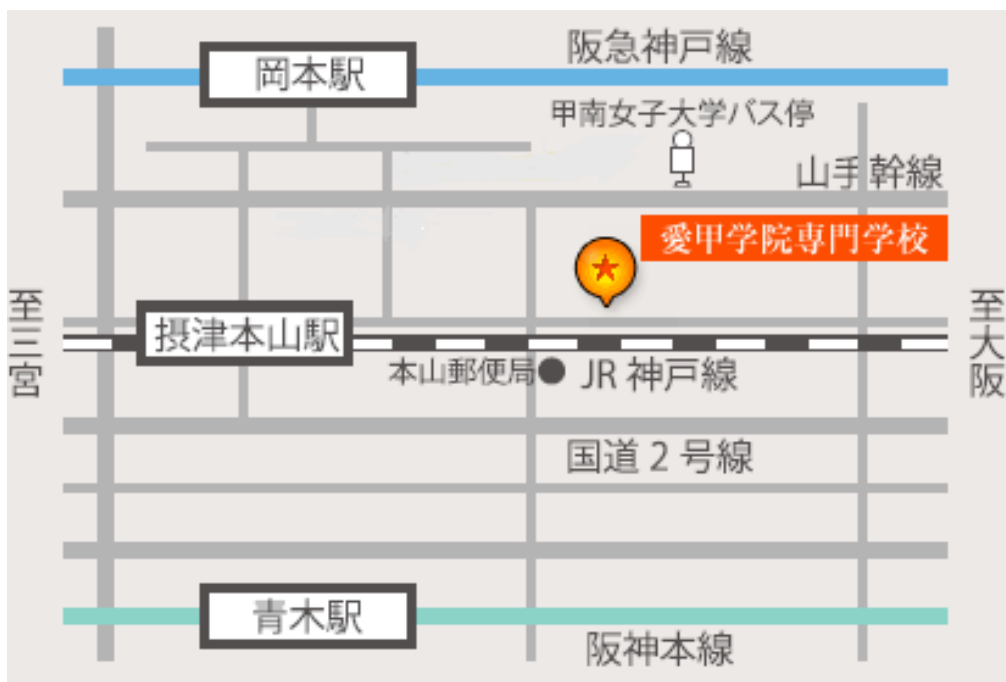 阪急神戸線
岡本駅
甲南女子大学バス停
山手幹線
愛甲学院専門学校
至三宮
摂津本山駅
至大阪
本山郵便局
JR 神戸線
国道 2 号線
青木駅
阪神本線